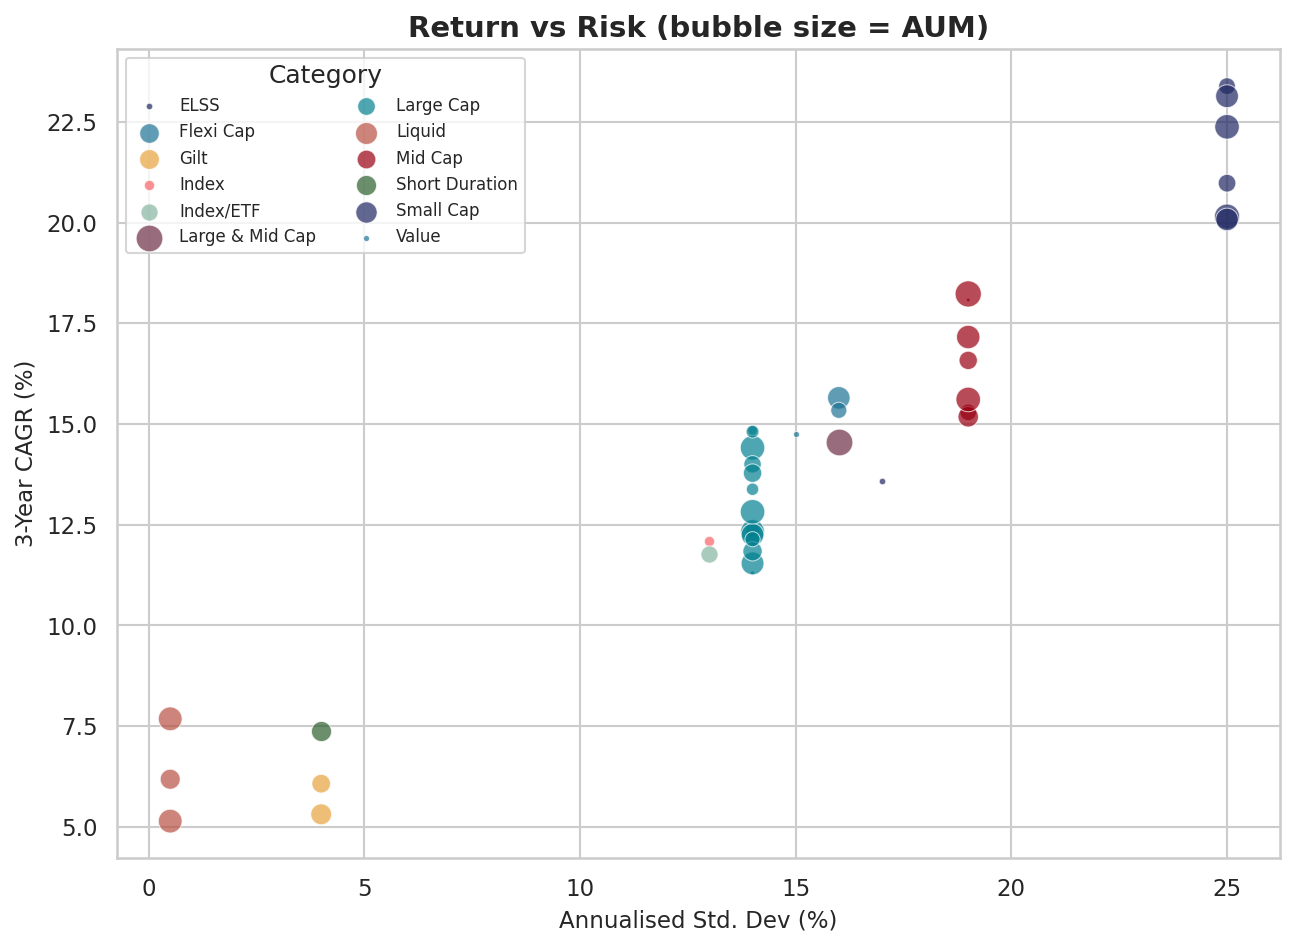 Return vs Risk (bubble size = AUM)
Category
ELSS
Flexi Cap
Gilt
Index
Index/ETF
Large & Mid Cap
Large Cap
Liquid
Mid Cap
Short Duration
Small Cap
Value
3-Year CAGR (%)
22.5
20.0
17.5
15.0
12.5
10.0
7.5
5.0
0 5 10 15 20 25
Annualised Std. Dev (%)